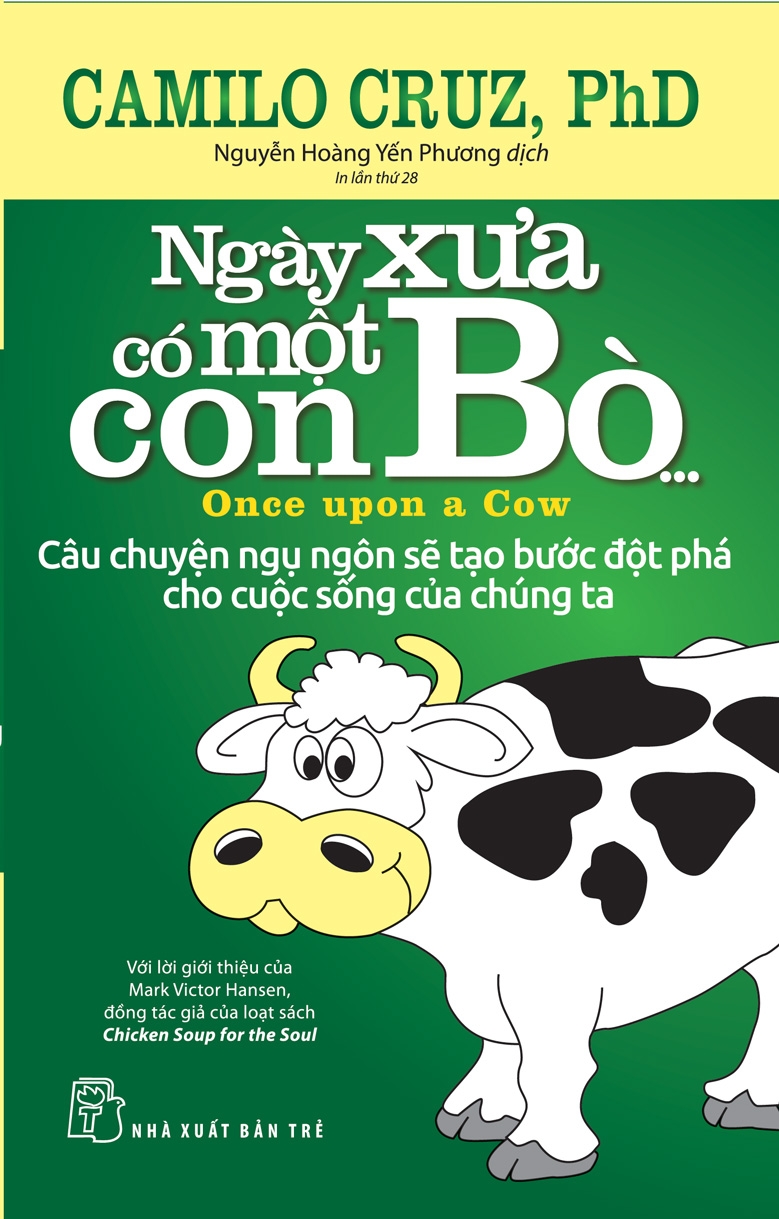 CAMILO CRUZ, PhD
Nguyễn Hoàng Yến Phương dịch
In lần thứ 28
Ngày xưa
có một
con Bò...
Once upon a Cow
Câu chuyện ngụ ngôn sẽ tạo bước đột phá
cho cuộc sống của chúng ta
Với lời giới thiệu của
Mark Victor Hansen,
đồng tác giả của loạt sách
Chicken Soup for the Soul
T
NHÀ XUẤT BẢN TRẺ